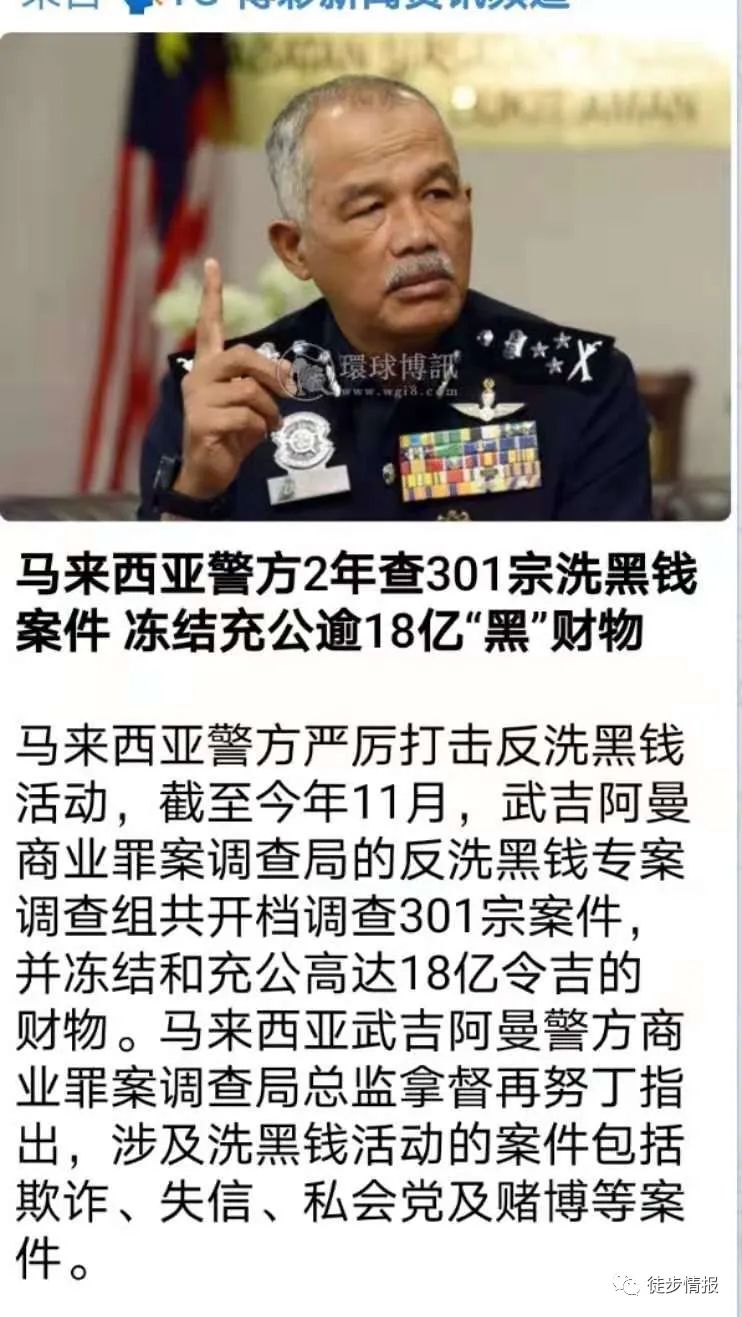 環球博訊
www.wgi8.com
马来西亚警方2年查301宗洗黑钱
案件 冻结充公逾18亿“黑”财物
马来西亚警方严厉打击反洗黑钱
活动，截至今年11月，武吉阿曼
商业罪案调查局的反洗黑钱专案
调查组共开档调查301宗案件，
并冻结和充公高达18亿令吉的
财物。马来西亚武吉阿曼警方商
业罪案调查局总监拿督再努丁指
出，涉及洗黑钱活动的案件包括
欺诈、失信、私会党及赌博等案
件。
徒步情报